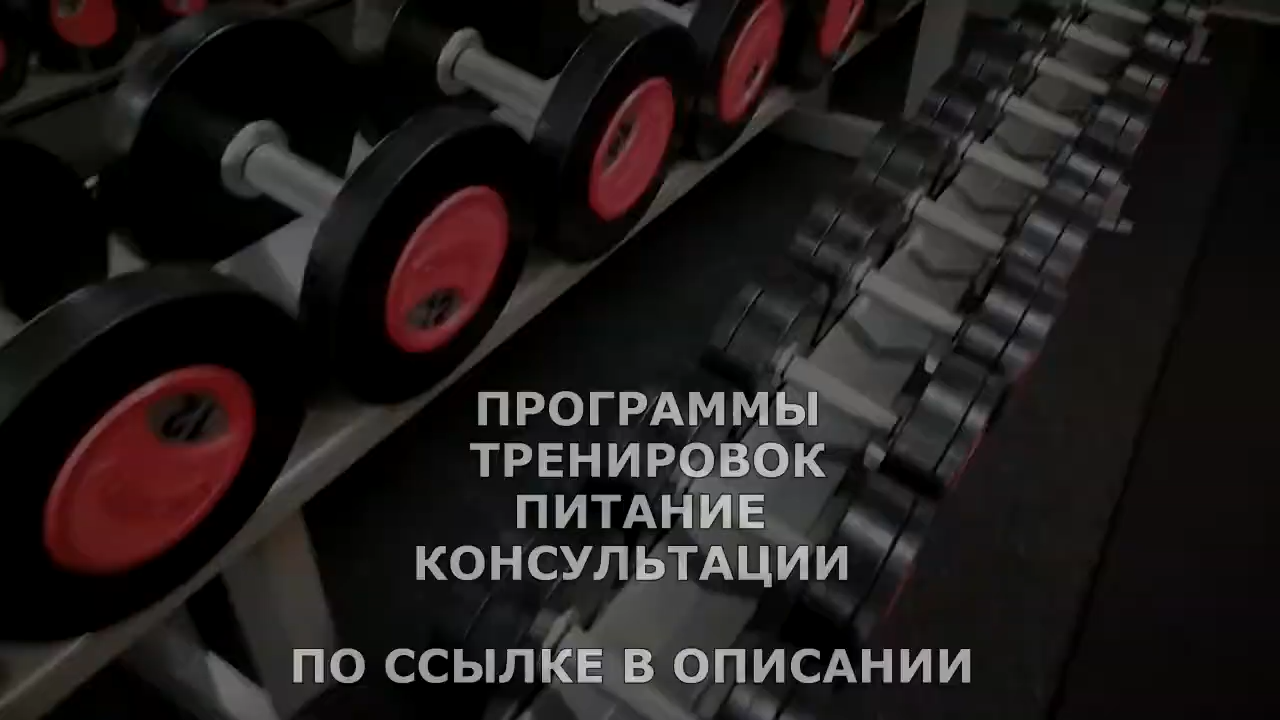 ПРОГРАММЫ
ТРЕНИРОВОК
ПИТАНИЕ
КОНСУЛЬТАЦИИ
ПО ССЫЛКЕ В ОПИСАНИИ